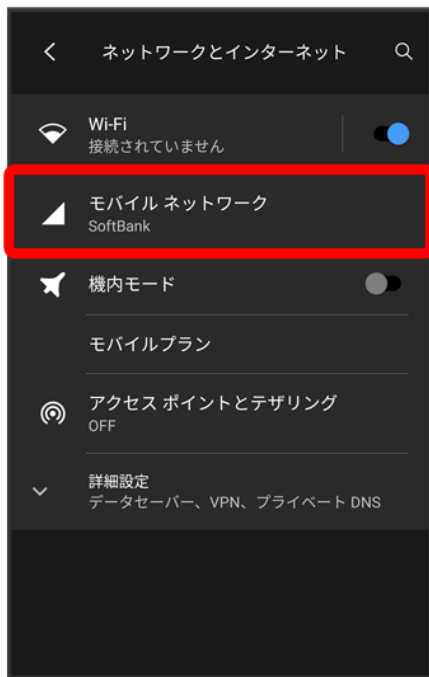 ネットワークとインターネット
Wi-Fi
接続されていません
モバイル ネットワーク
SoftBank
機内モード
モバイルプラン
アクセス ポイントとテザリング
OFF
詳細設定
データセーバー、VPN、プライベート DNS